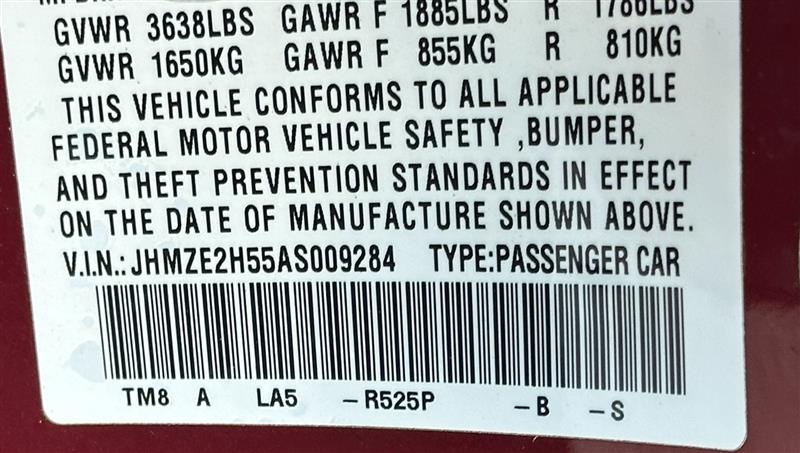 GVWR 3638LBS GAWR F 1885LBS R 1786LBS
GVWR 1650KG GAWR F 855KG R 810KG
THIS VEHICLE CONFORMS TO ALL APPLICABLE
FEDERAL MOTOR VEHICLE SAFETY ,BUMPER,
AND THEFT PREVENTION STANDARDS IN EFFECT
ON THE DATE OF MANUFACTURE SHOWN ABOVE.
V.I.N.: JHMZE2H55AS009284 TYPE:PASSENGER CAR
TM8 A LA5 -R525P -B -S